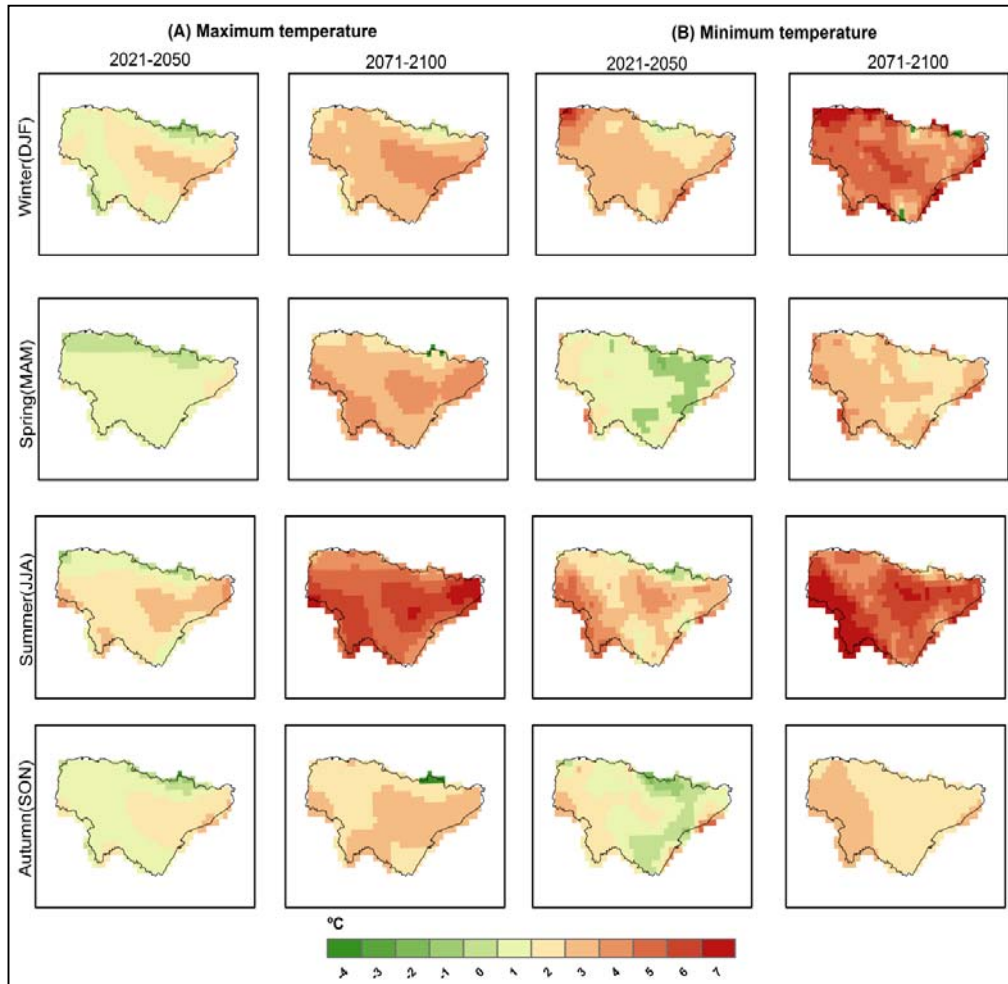 (A) Maximum temperature (B) Minimum temperature
2021-2050 2071-2100 2021-2050 2071-2100
Winter(DJF)
Spring(MAM)
Summer(JJA)
Autumn(SON)
ºC
-4 -3 -2 -1 0 1 2 3 4 5 6 7